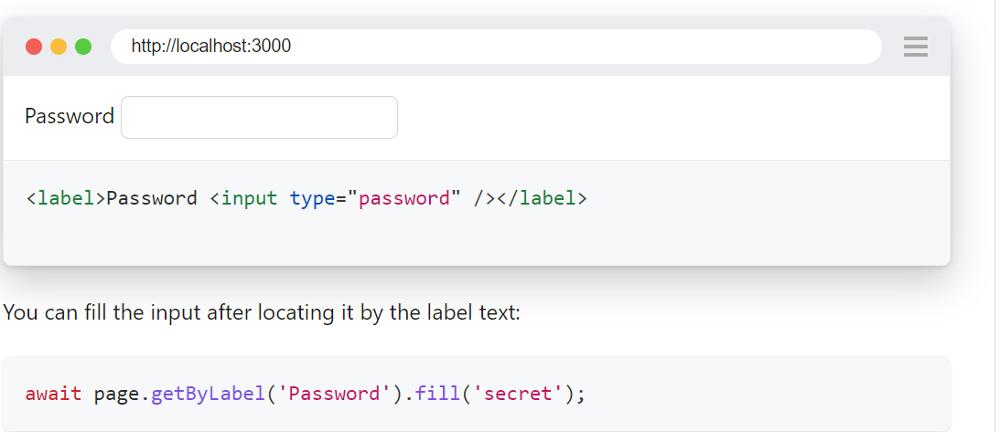 http://localhost:3000
Password
<label>Password <input type="password" /></label>
You can fill the input after locating it by the label text:
await page.getByLabel('Password').fill('secret');